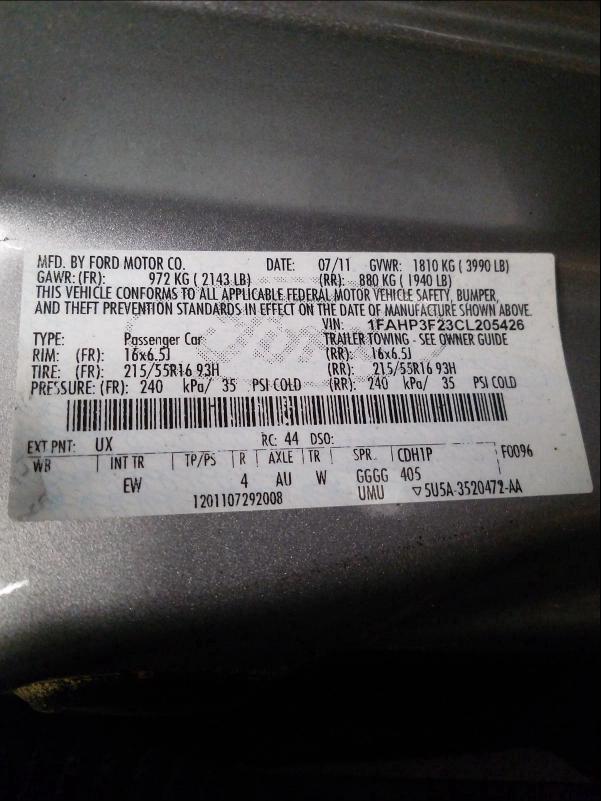 MFD. BY FORD MOTOR CO. DATE: 07/11 GVWR: 1810 KG ( 3990 LB)
GAWR: (FR): 972 KG ( 2143 LB) (RR): 880 KG ( 1940 LB)
THIS VEHICLE CONFORMS TO ALL APPLICABLE FEDERAL MOTOR VEHICLE SAFETY, BUMPER,
AND THEFT PREVENTION STANDARDS IN EFFECT ON THE DATE OF MANUFACTURE SHOWN ABOVE.
VIN: 1FAHP3F23CL205426
TYPE: Passenger Car TRAILER TOWING - SEE OWNER GUIDE
RIM: (FR) 16x6.5J (RR): 16x6.5J
TIRE: (FR) 215/55R16 93H (RR): 215/55R16 93H
PRESSURE: (FR): 240 kPa/ 35 PSI COLD (RR): 240 kPa/ 35 PSI COLD
EXT PNT: UX RC: 44 DSO:
WB INT TR TP/PS R AXLE TR SPR CDH1P F0096
EW 4 AU W GGGG 405
1201107292008 UMU ▽5U5A-3520472-AA